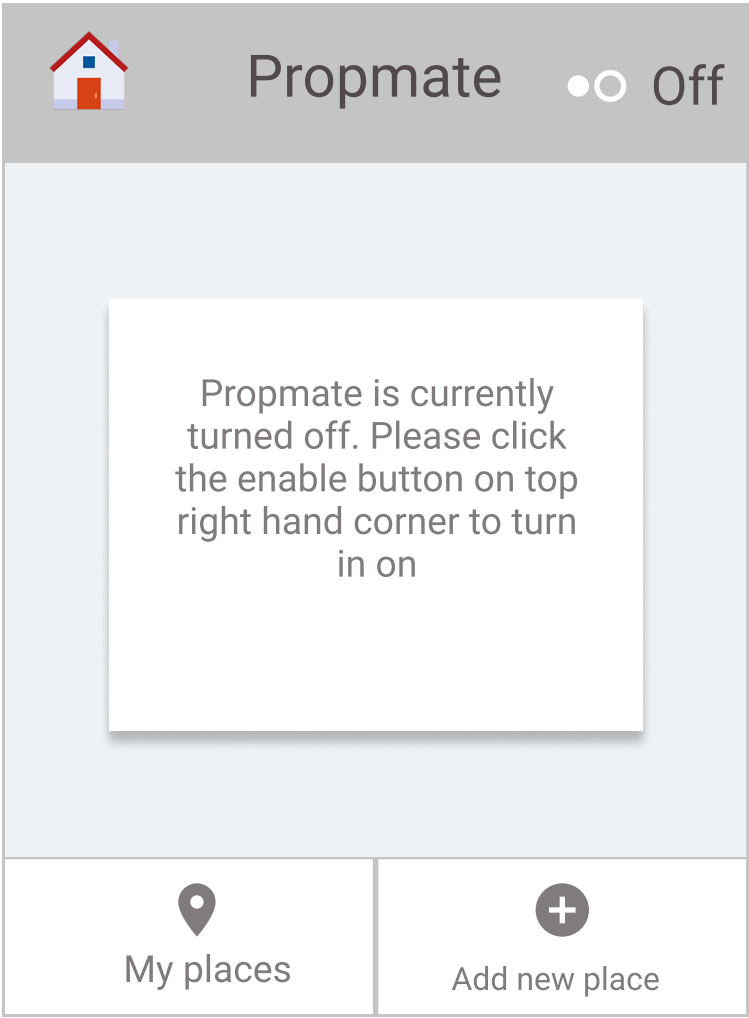 Propmate
Off
Propmate is currently
turned off. Please click
the enable button on top
right hand corner to turn
in on
My places
Add new place